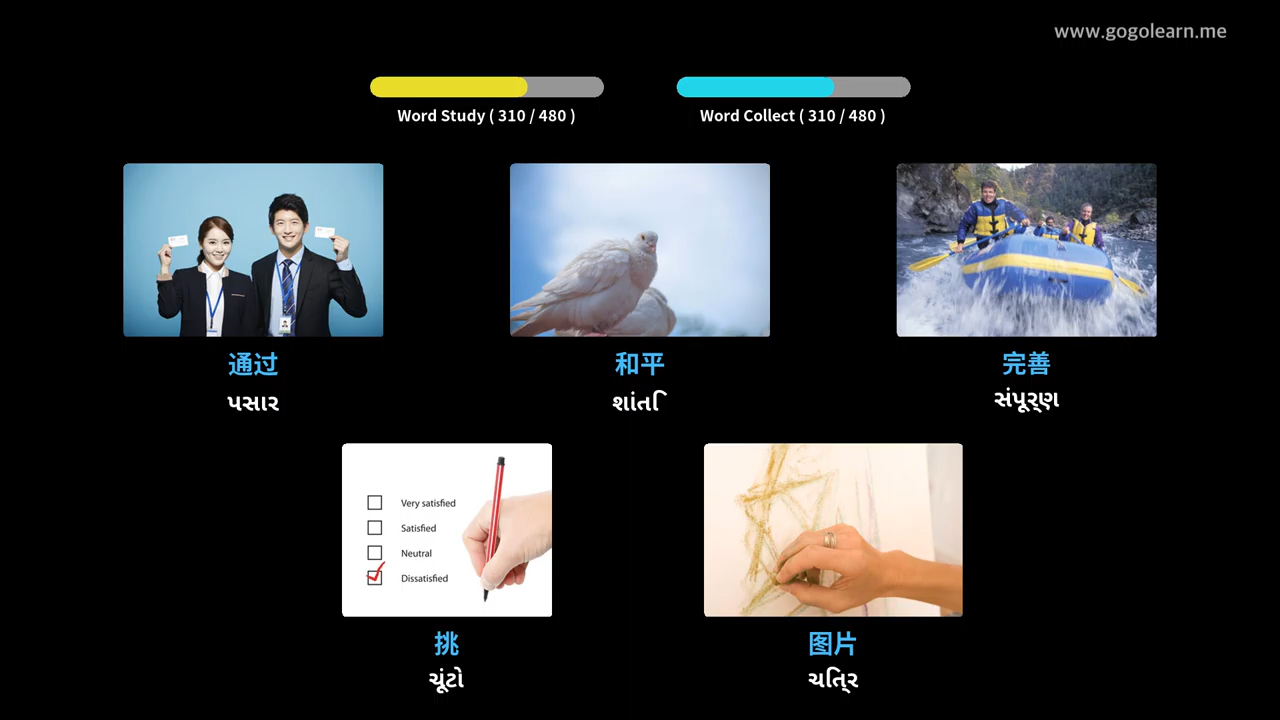 www.gogolearn.me
Word Study ( 310 / 480 )
Word Collect ( 310 / 480 )
通过
પસાર
和平
શાંતિ
完善
સંપૂર્ણ
Very satisfied
Satisfied
Neutral
Dissatisfied
挑
ચૂંટો
图片
ચિત્ર